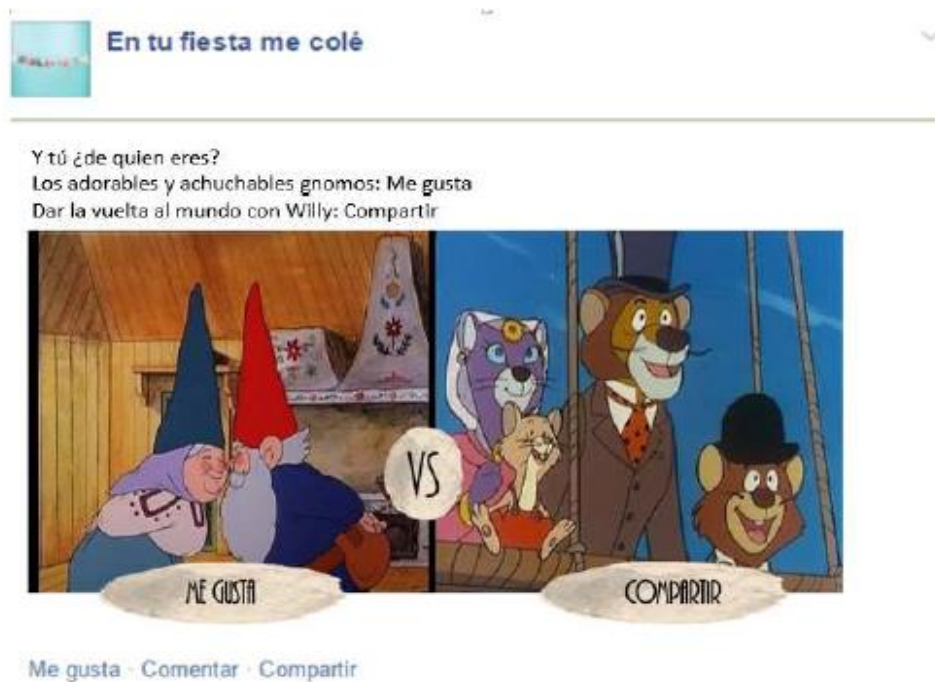 En tu fiesta me colé
Y tú ¿de quien eres?
Los adorables y achuchables gnomos: Me gusta
Dar la vuelta al mundo con Willy: Compartir
VS
ME GUSTA
COMPARTIR
Me gusta · Comentar · Compartir